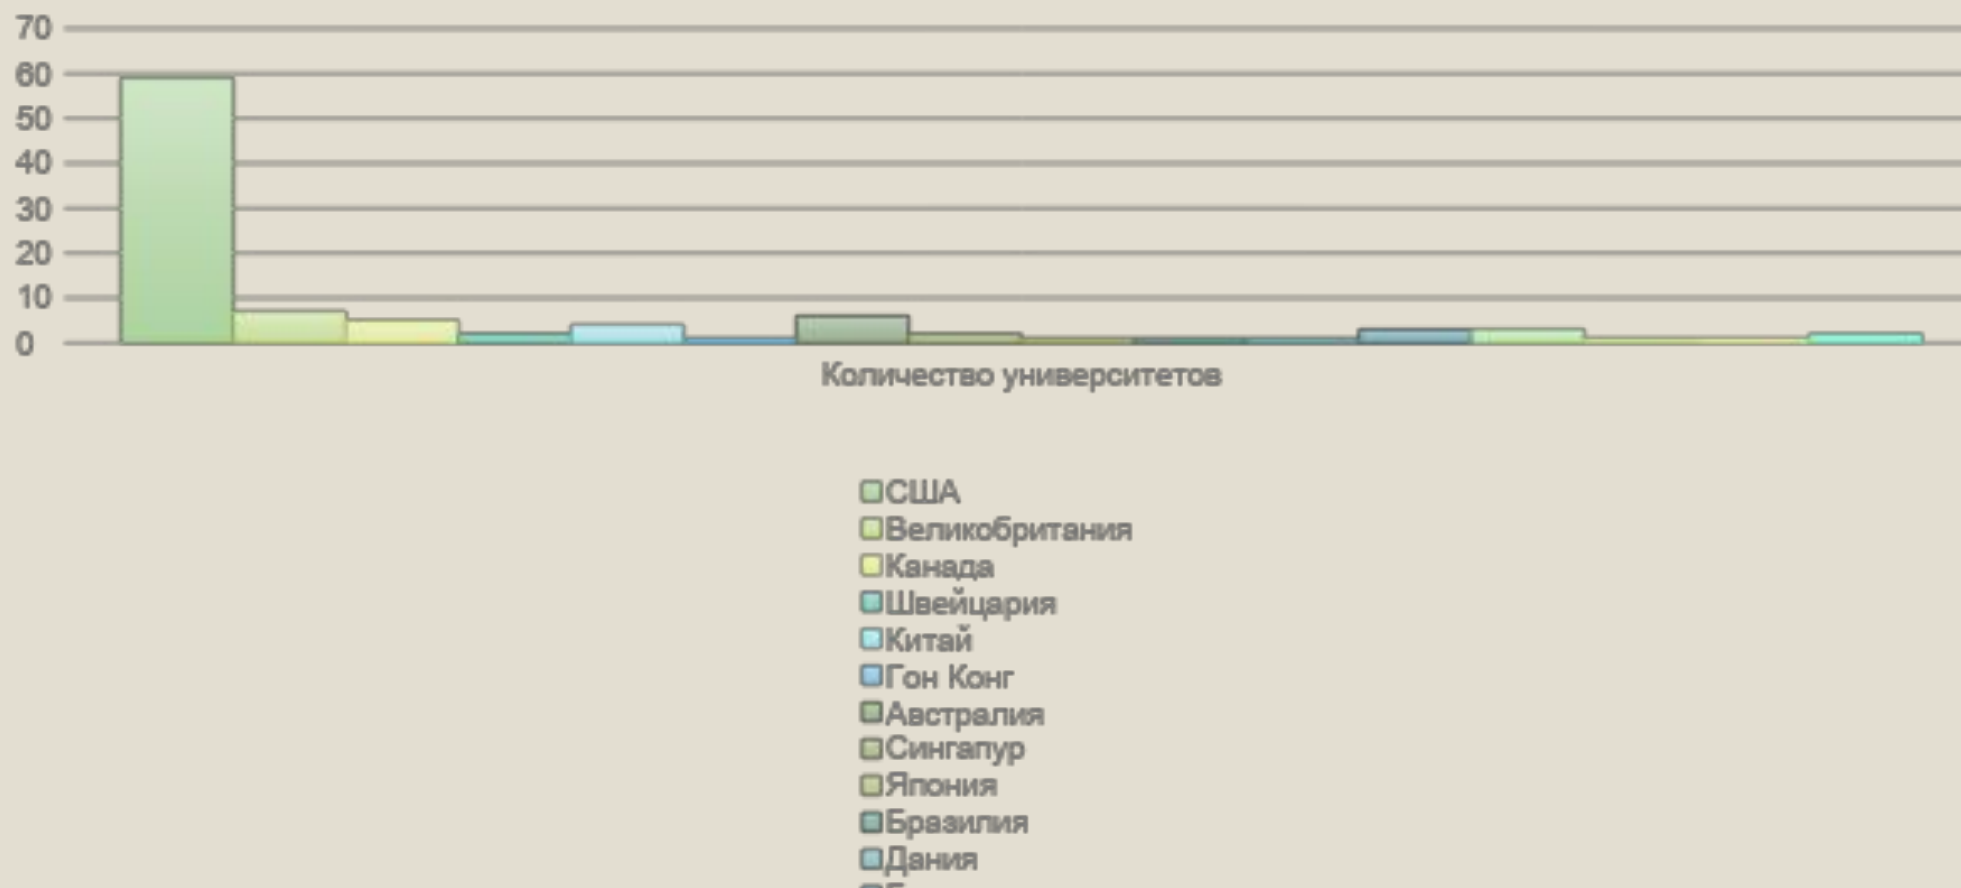 70
60
50
40
30
20
10
0
Количество университетов
США
Великобритания
Канада
Швейцария
Китай
Гон Конг
Австралия
Сингапур
Япония
Бразилия
Дания